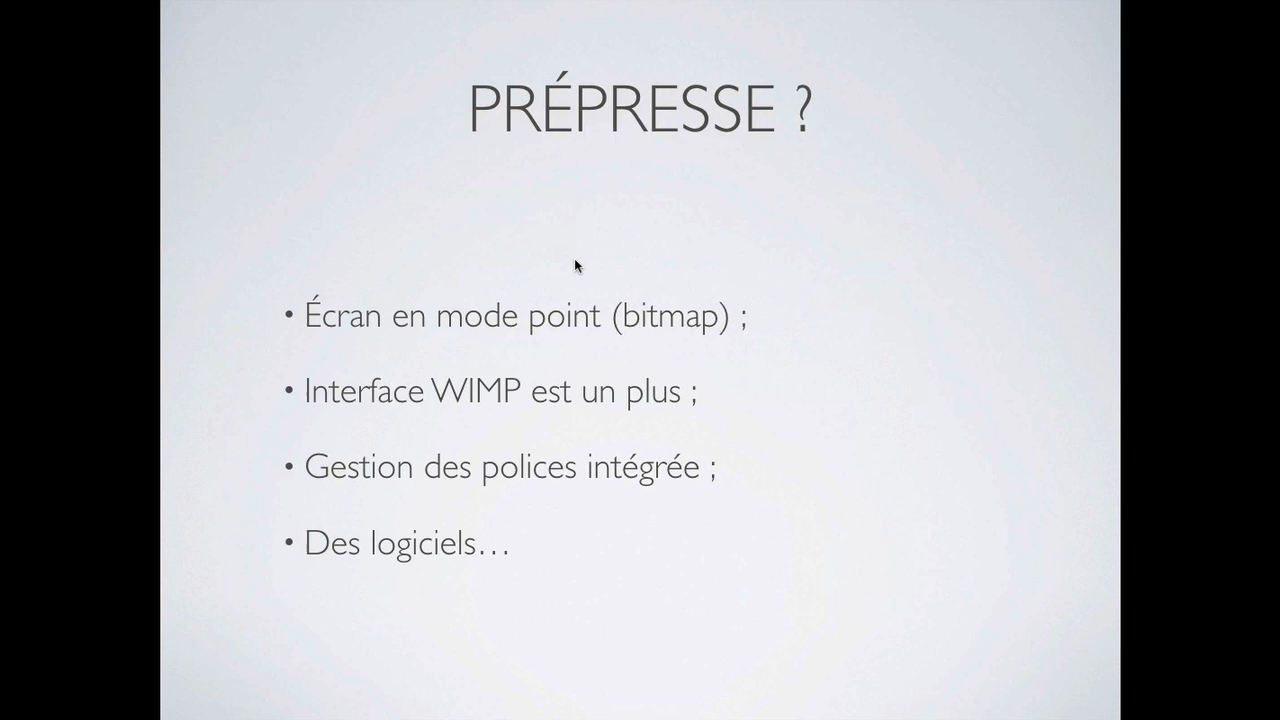 PRÉPRESSE ?
• Écran en mode point (bitmap) ;
• Interface WIMP est un plus ;
• Gestion des polices intégrée ;
• Des logiciels…